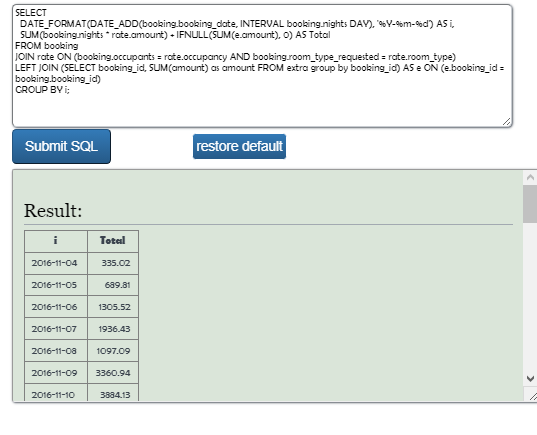 SELECT
DATE_FORMAT(DATE_ADD(booking.booking_date, INTERVAL booking.nights DAY), '%Y-%m-%d') AS i,
SUM(booking.nights * rate.amount) + IFNULL(SUM(e.amount), 0) AS Total
FROM booking
JOIN rate ON (booking.occupants = rate.occupancy AND booking.room_type_requested = rate.room_type)
LEFT JOIN (SELECT booking_id, SUM(amount) as amount FROM extra group by booking_id) AS e ON (e.booking_id =
booking.booking_id)
GROUP BY i;
Submit SQL restore default
Result:
i Total
2016-11-04 335.02
2016-11-05 689.81
2016-11-06 1305.52
2016-11-07 1936.43
2016-11-08 1097.09
2016-11-09 3360.94
2016-11-10 3884.13